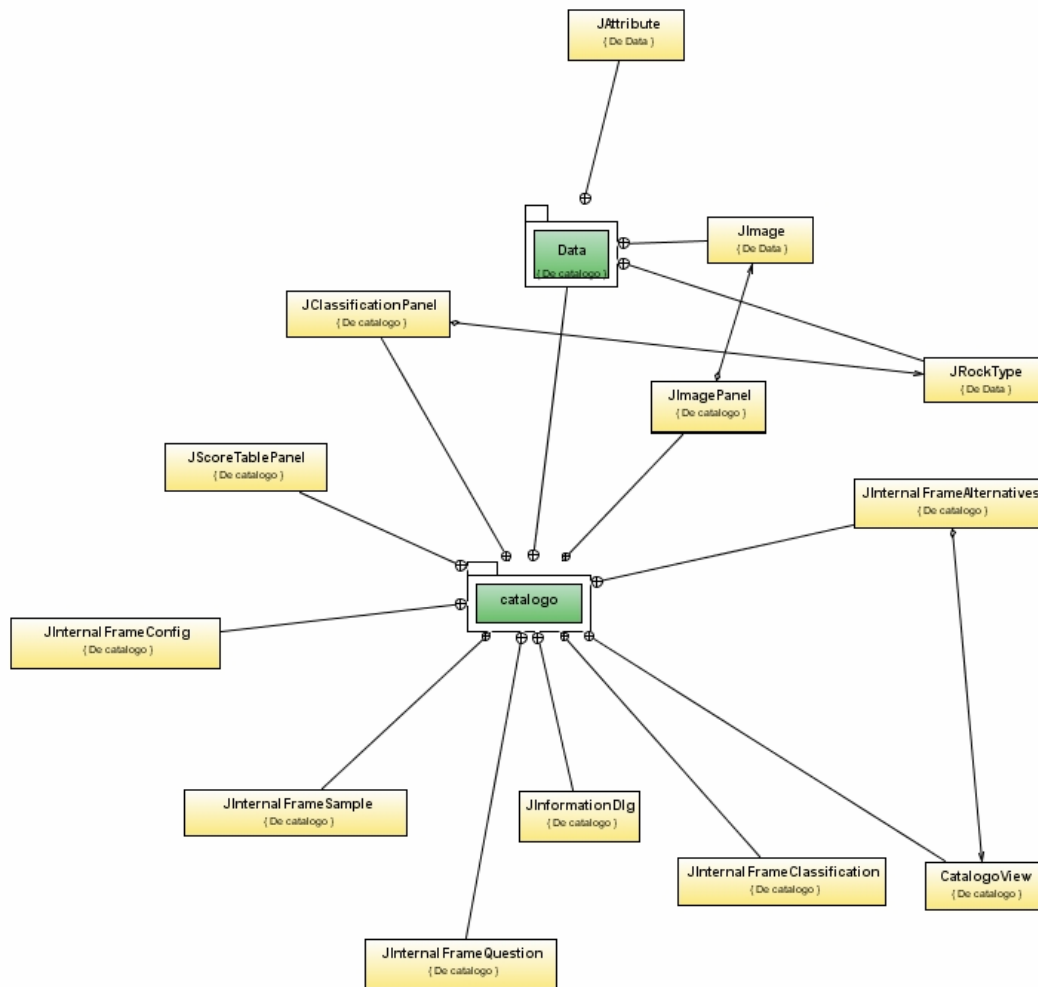 JAttribute
{ De Data }
JImage
{ De Data }
Data
{ De catalogo }
JClassificationPanel
{ De catalogo }
JRockType
{ De Data }
JImagePanel
{ De catalogo }
JScoreTablePanel
{ De catalogo }
JInternalFrameAlternatives
{ De catalogo }
catalogo
JInternalFrameConfig
{ De catalogo }
JInternalFrameSample
{ De catalogo }
JInformationDlg
{ De catalogo }
JInternalFrameClassification
{ De catalogo }
CatalogoView
{ De catalogo }
JInternalFrameQuestion
{ De catalogo }